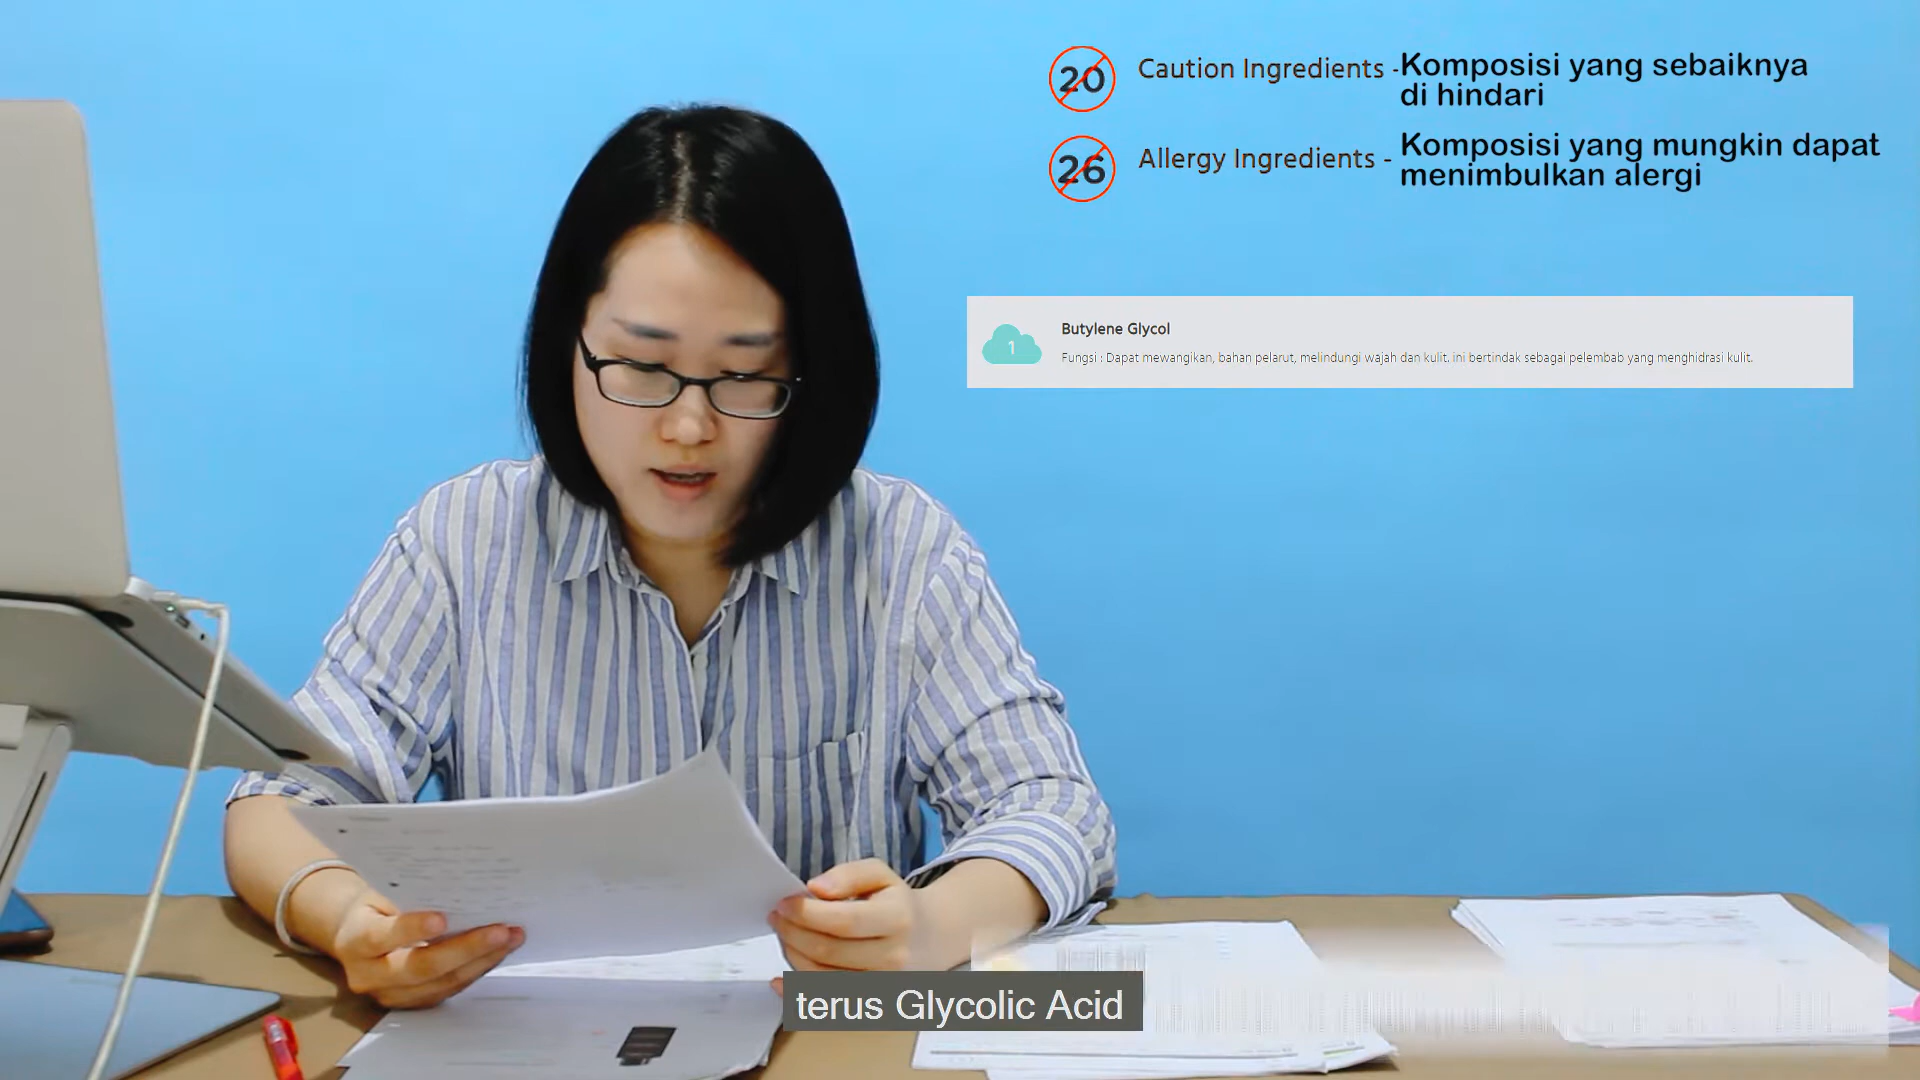 20 Caution Ingredients - Komposisi yang sebaiknya
di hindari
26 Allergy Ingredients - Komposisi yang mungkin dapat
menimbulkan alergi
Butylene Glycol
1
Fungsi : Dapat mewangikan, bahan pelarut, melindungi wajah dan kulit. ini bertindak sebagai pelembab yang menghidrasi kulit.
terus Glycolic Acid